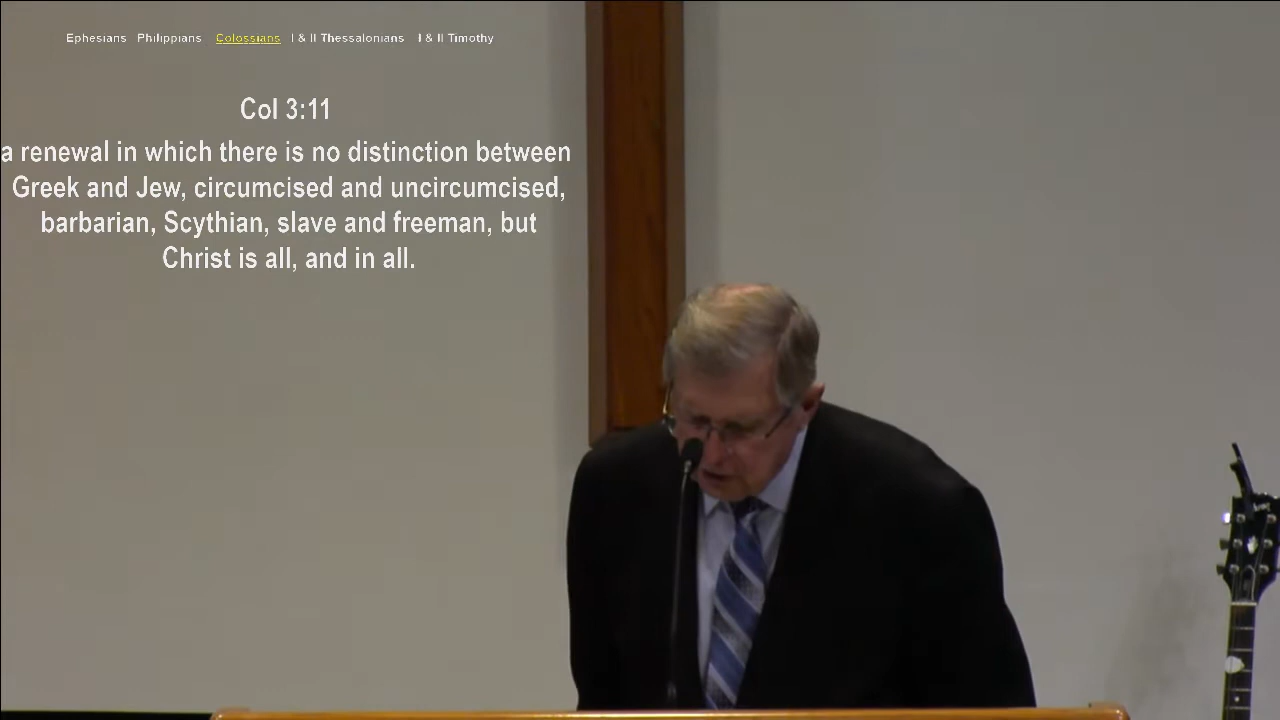 Ephesians Philippians Colossians I & II Thessalonians I & II Timothy
Col 3:11
a renewal in which there is no distinction between
Greek and Jew, circumcised and uncircumcised,
barbarian, Scythian, slave and freeman, but
Christ is all, and in all.